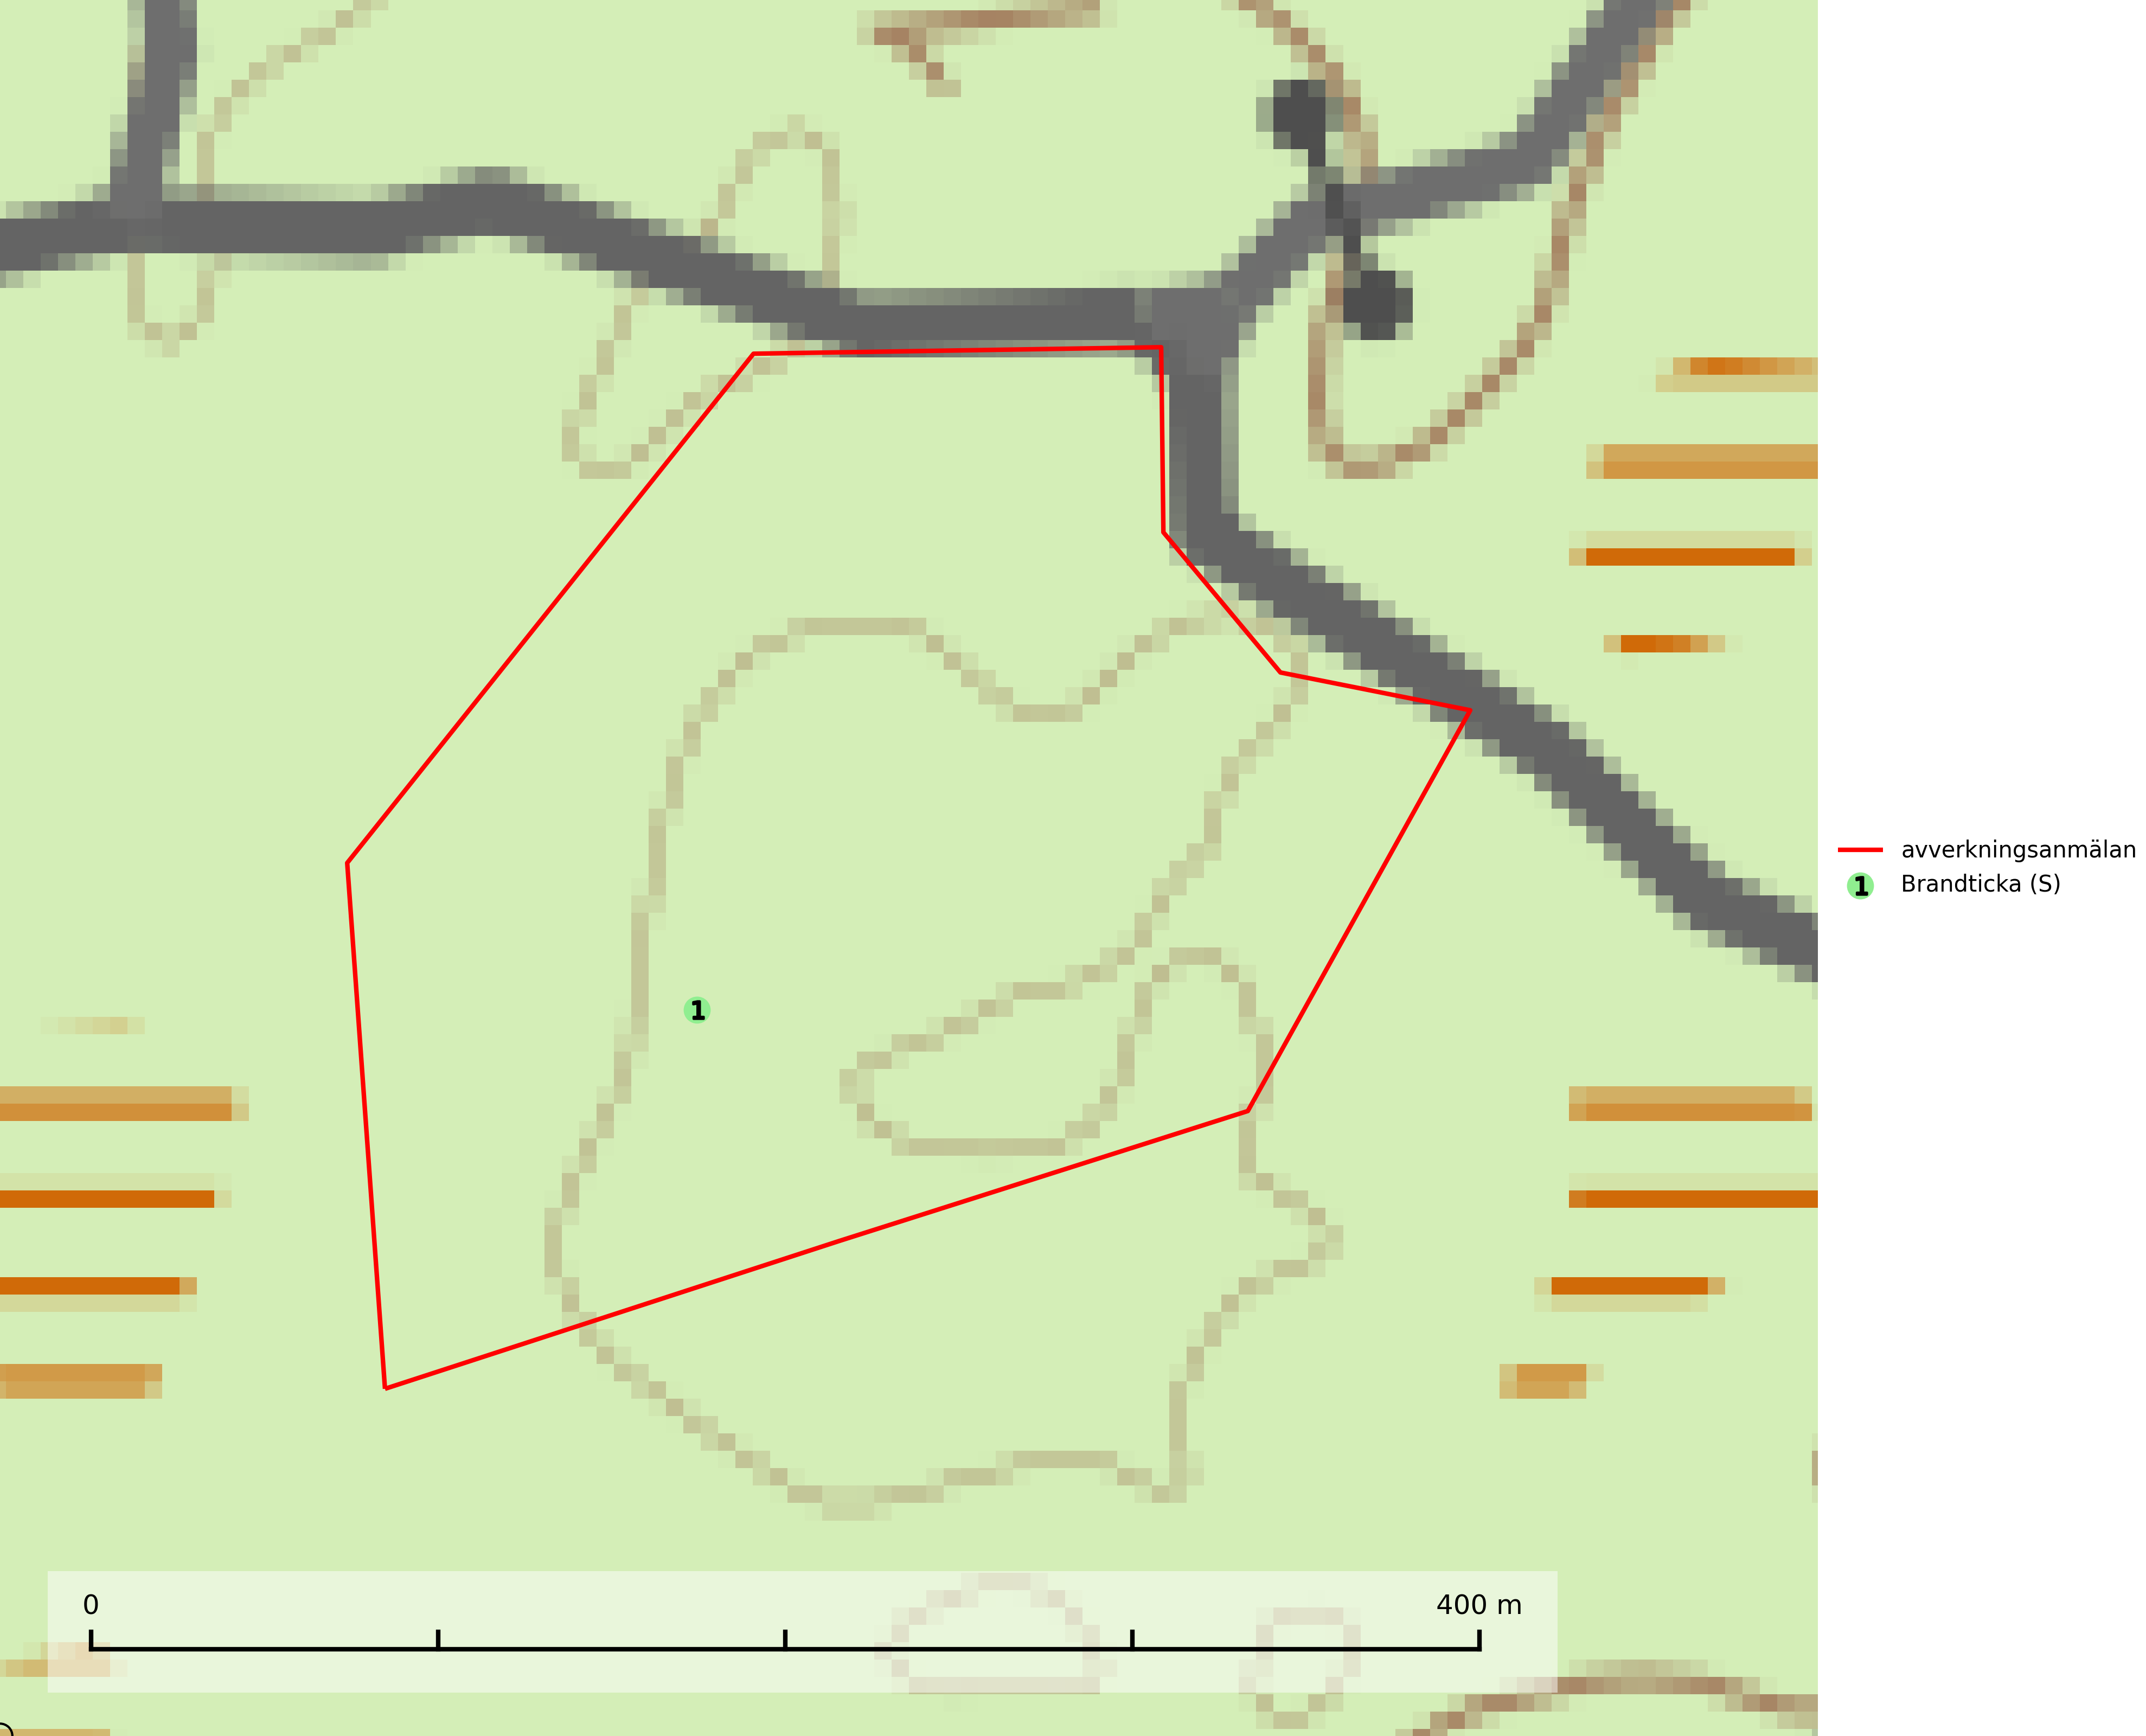 1
avverkningsanmälan
1 Brandticka (S)
0 400 m